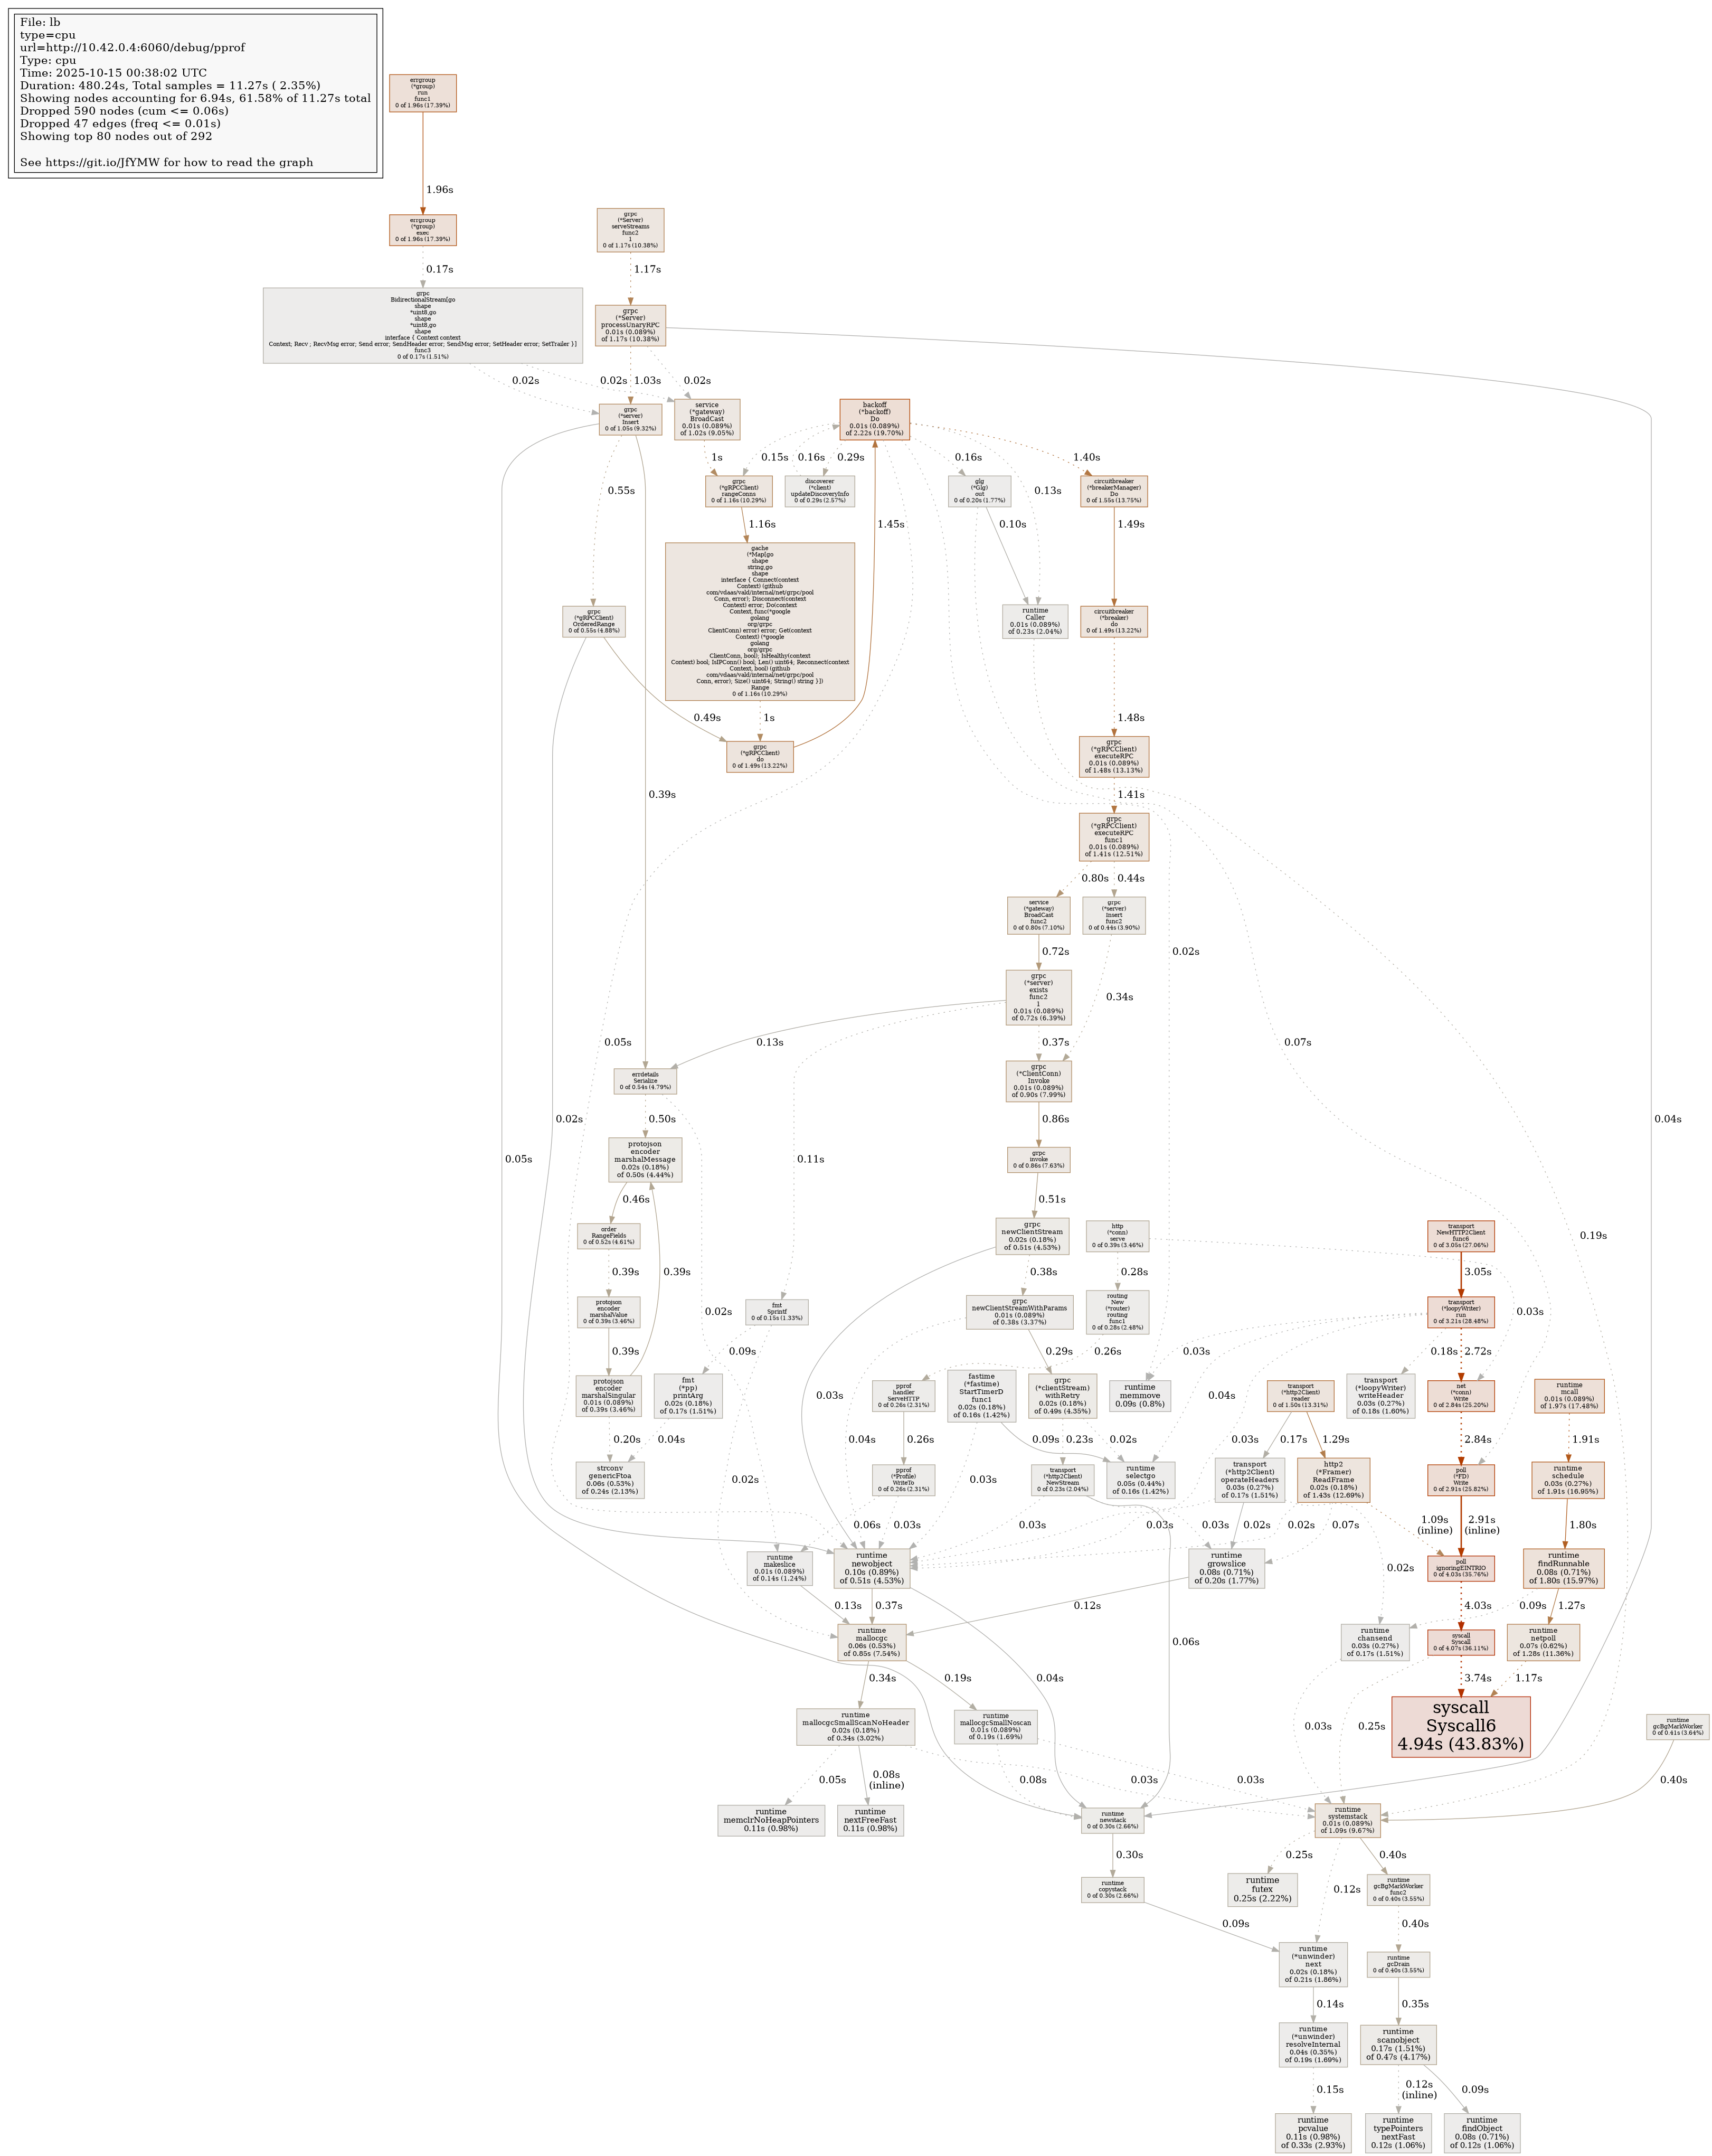 File: lb
type=cpu
url=http://10.42.0.4:6060/debug/pprof
Type: cpu
Time: 2025-10-15 00:38:02 UTC
Duration: 480.24s, Total samples = 11.27s ( 2.35%)
Showing nodes accounting for 6.94s, 61.58% of 11.27s total
Dropped 590 nodes (cum <= 0.06s)
Dropped 47 edges (freq <= 0.01s)
Showing top 80 nodes out of 292
See https://git.io/JfYMW for how to read the graph
errgroup
(*group)
run
func1
0 of 1.96s (17.39%)
1.96s
errgroup
(*group)
exec
0 of 1.96s (17.39%)
grpc
(*Server)
serveStreams
func2
1
0 of 1.17s (10.38%)
0.17s
1.17s
grpc
BidirectionalStream[go
shape
*uint8,go
shape
*uint8,go
shape
interface { Context context
Context; Recv ; RecvMsg error; Send error; SendHeader error; SendMsg error; SetHeader error; SetTrailer }]
func3
0 of 0.17s (1.51%)
grpc
(*Server)
processUnaryRPC
0.01s (0.089%)
of 1.17s (10.38%)
0.02s
0.02s
1.03s
0.02s
grpc
(*server)
Insert
0 of 1.05s (9.32%)
service
(*gateway)
BroadCast
0.01s (0.089%)
of 1.02s (9.05%)
backoff
(*backoff)
Do
0.01s (0.089%)
of 2.22s (19.70%)
1s
0.15s
0.16s
0.29s
0.16s
1.40s
0.13s
0.55s
grpc
(*gRPCClient)
rangeConns
0 of 1.16s (10.29%)
discoverer
(*client)
updateDiscoveryInfo
0 of 0.29s (2.57%)
glg
(*Glg)
out
0 of 0.20s (1.77%)
circuitbreaker
(*breakerManager)
Do
0 of 1.55s (13.75%)
1.16s
1.45s
0.10s
1.49s
gache
(*Map[go
shape
string,go
shape
interface { Connect(context
Context) (github
com/vdaas/vald/internal/net/grpc/pool
Conn, error); Disconnect(context
Context) error; Do(context
Context, func(*google
golang
org/grpc
ClientConn) error) error; Get(context
Context) (*google
golang
org/grpc
ClientConn, bool); IsHealthy(context
Context) bool; IsIPConn() bool; Len() uint64; Reconnect(context
Context, bool) (github
com/vdaas/vald/internal/net/grpc/pool
Conn, error); Size() uint64; String() string }])
Range
0 of 1.16s (10.29%)
grpc
(*gRPCClient)
OrderedRange
0 of 0.55s (4.88%)
runtime
Caller
0.01s (0.089%)
of 0.23s (2.04%)
circuitbreaker
(*breaker)
do
0 of 1.49s (13.22%)
0.49s
1s
1.48s
grpc
(*gRPCClient)
do
0 of 1.49s (13.22%)
grpc
(*gRPCClient)
executeRPC
0.01s (0.089%)
of 1.48s (13.13%)
0.39s
1.41s
grpc
(*gRPCClient)
executeRPC
func1
0.01s (0.089%)
of 1.41s (12.51%)
0.80s
0.44s
service
(*gateway)
BroadCast
func2
0 of 0.80s (7.10%)
grpc
(*server)
Insert
func2
0 of 0.44s (3.90%)
0.72s
0.02s
grpc
(*server)
exists
func2
1
0.01s (0.089%)
of 0.72s (6.39%)
0.34s
0.05s
0.13s
0.37s
0.07s
errdetails
Serialize
0 of 0.54s (4.79%)
grpc
(*ClientConn)
Invoke
0.01s (0.089%)
of 0.90s (7.99%)
0.02s
0.50s
0.86s
0.04s
0.05s
protojson
encoder
marshalMessage
0.02s (0.18%)
of 0.50s (4.44%)
0.11s
grpc
invoke
0 of 0.86s (7.63%)
0.46s
0.51s
order
RangeFields
0 of 0.52s (4.61%)
grpc
newClientStream
0.02s (0.18%)
of 0.51s (4.53%)
http
(*conn)
serve
0 of 0.39s (3.46%)
transport
NewHTTP2Client
func6
0 of 3.05s (27.06%)
0.19s
0.39s
0.39s
0.38s
0.28s
3.05s
protojson
encoder
marshalValue
0 of 0.39s (3.46%)
0.02s
fmt
Sprintf
0 of 0.15s (1.33%)
grpc
newClientStreamWithParams
0.01s (0.089%)
of 0.38s (3.37%)
routing
New
(*router)
routing
func1
0 of 0.28s (2.48%)
transport
(*loopyWriter)
run
0 of 3.21s (28.48%)
0.03s
0.39s
0.09s
0.29s
0.26s
0.03s
0.18s
2.72s
protojson
encoder
marshalSingular
0.01s (0.089%)
of 0.39s (3.46%)
fmt
(*pp)
printArg
0.02s (0.18%)
of 0.17s (1.51%)
0.03s
pprof
handler
ServeHTTP
0 of 0.26s (2.31%)
fastime
(*fastime)
StartTimerD
func1
0.02s (0.18%)
of 0.16s (1.42%)
grpc
(*clientStream)
withRetry
0.02s (0.18%)
of 0.49s (4.35%)
runtime
memmove
0.09s (0.8%)
0.04s
transport
(*http2Client)
reader
0 of 1.50s (13.31%)
transport
(*loopyWriter)
writeHeader
0.03s (0.27%)
of 0.18s (1.60%)
net
(*conn)
Write
0 of 2.84s (25.20%)
runtime
mcall
0.01s (0.089%)
of 1.97s (17.48%)
0.20s
0.04s
0.04s
0.26s
0.09s
0.23s
0.02s
0.03s
0.17s
1.29s
2.84s
1.91s
strconv
genericFtoa
0.06s (0.53%)
of 0.24s (2.13%)
0.02s
pprof
(*Profile)
WriteTo
0 of 0.26s (2.31%)
0.03s
transport
(*http2Client)
NewStream
0 of 0.23s (2.04%)
runtime
selectgo
0.05s (0.44%)
of 0.16s (1.42%)
transport
(*http2Client)
operateHeaders
0.03s (0.27%)
of 0.17s (1.51%)
http2
(*Framer)
ReadFrame
0.02s (0.18%)
of 1.43s (12.69%)
poll
(*FD)
Write
0 of 2.91s (25.82%)
runtime
schedule
0.03s (0.27%)
of 1.91s (16.95%)
0.06s
0.03s
0.03s
0.03s
0.03s
0.02s
0.02s
0.07s
1.09s
(inline)
2.91s
(inline)
1.80s
runtime
makeslice
0.01s (0.089%)
of 0.14s (1.24%)
runtime
newobject
0.10s (0.89%)
of 0.51s (4.53%)
runtime
growslice
0.08s (0.71%)
of 0.20s (1.77%)
0.02s
poll
ignoringEINTRIO
0 of 4.03s (35.76%)
runtime
findRunnable
0.08s (0.71%)
of 1.80s (15.97%)
0.13s
0.37s
0.12s
4.03s
0.09s
1.27s
runtime
mallocgc
0.06s (0.53%)
of 0.85s (7.54%)
0.06s
runtime
chansend
0.03s (0.27%)
of 0.17s (1.51%)
syscall
Syscall
0 of 4.07s (36.11%)
runtime
netpoll
0.07s (0.62%)
of 1.28s (11.36%)
0.34s
0.19s
0.04s
3.74s
1.17s
runtime
mallocgcSmallScanNoHeader
0.02s (0.18%)
of 0.34s (3.02%)
runtime
mallocgcSmallNoscan
0.01s (0.089%)
of 0.19s (1.69%)
0.03s
0.25s
syscall
Syscall6
4.94s (43.83%)
runtime
gcBgMarkWorker
0 of 0.41s (3.64%)
0.05s
0.08s
(inline)
0.08s
0.03s
0.03s
0.40s
runtime
memclrNoHeapPointers
0.11s (0.98%)
runtime
nextFreeFast
0.11s (0.98%)
runtime
newstack
0 of 0.30s (2.66%)
runtime
systemstack
0.01s (0.089%)
of 1.09s (9.67%)
0.30s
0.25s
0.12s
0.40s
runtime
copystack
0 of 0.30s (2.66%)
runtime
futex
0.25s (2.22%)
runtime
gcBgMarkWorker
func2
0 of 0.40s (3.55%)
0.09s
0.40s
runtime
(*unwinder)
next
0.02s (0.18%)
of 0.21s (1.86%)
runtime
gcDrain
0 of 0.40s (3.55%)
0.14s
0.35s
runtime
(*unwinder)
resolveInternal
0.04s (0.35%)
of 0.19s (1.69%)
runtime
scanobject
0.17s (1.51%)
of 0.47s (4.17%)
0.15s
0.12s
(inline)
0.09s
runtime
pcvalue
0.11s (0.98%)
of 0.33s (2.93%)
runtime
typePointers
nextFast
0.12s (1.06%)
runtime
findObject
0.08s (0.71%)
of 0.12s (1.06%)